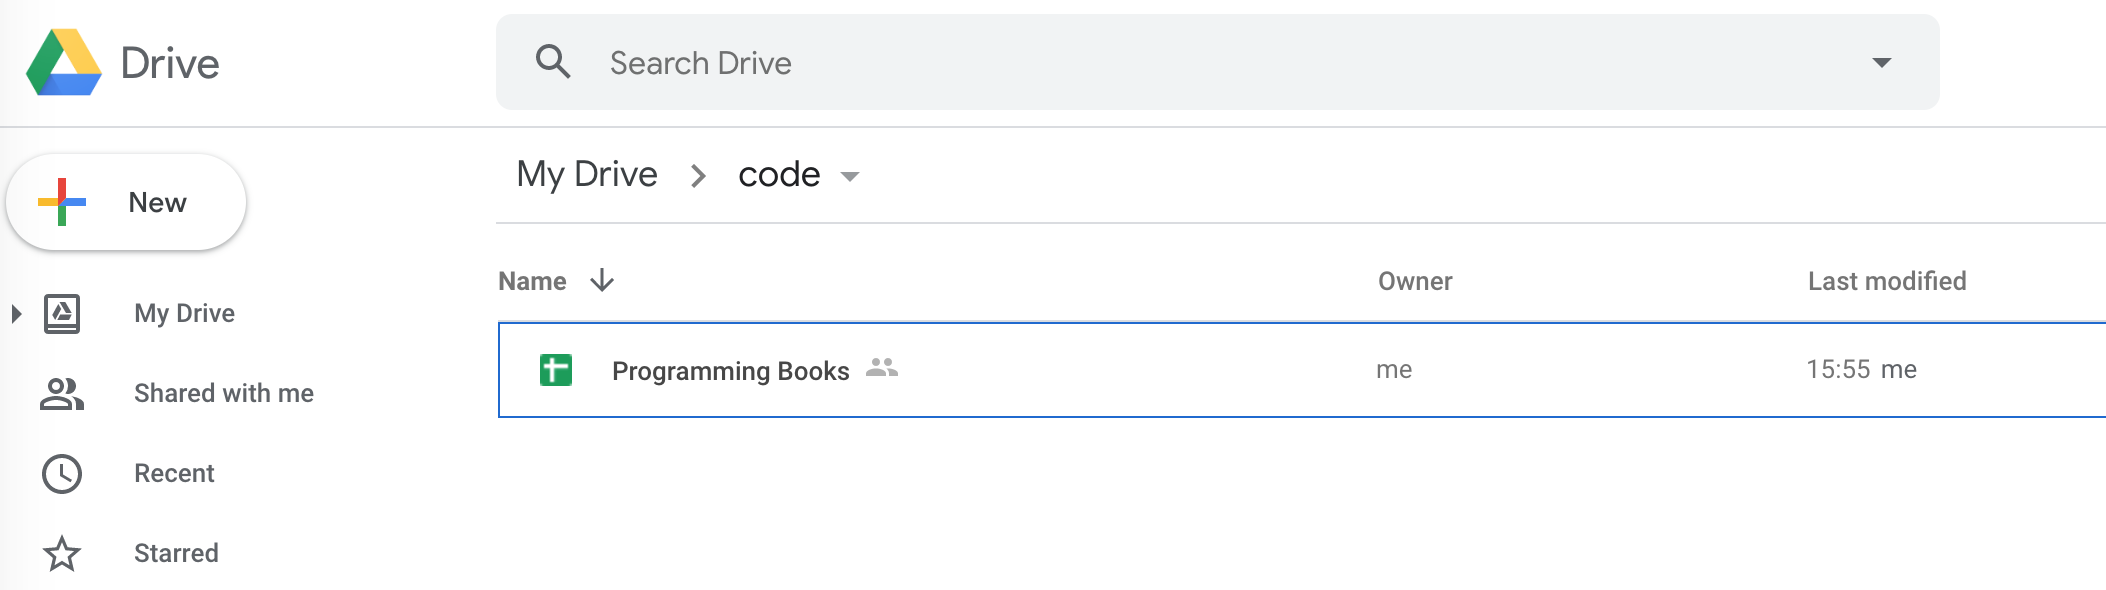 Drive
Search Drive
New
My Drive
Shared with me
Recent
Starred
My Drive > code
Name Owner Last modified
Programming Books me 15:55 me